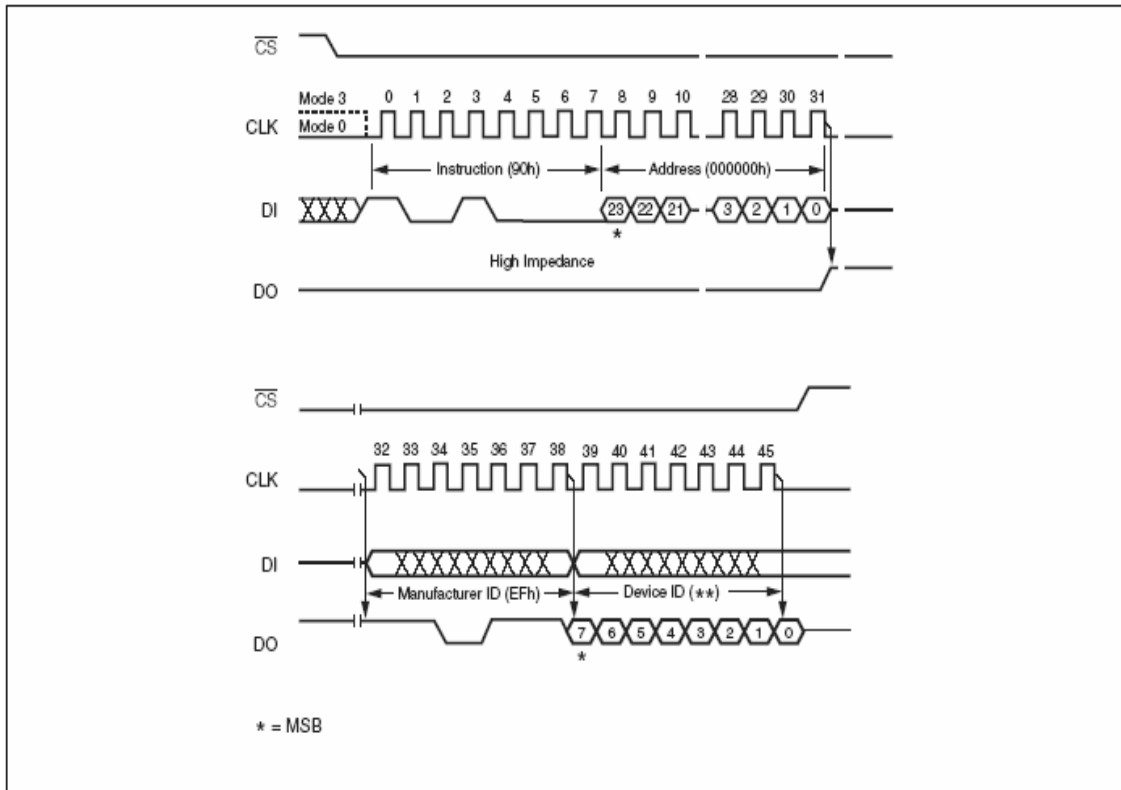 CS
Mode 3 0 1 2 3 4 5 6 7 8 9 10 28 29 30 31
CLK Mode 0
Instruction (90h) Address (000000h)
DI 23 22 21 3 2 1 0
*
High Impedance
DO
CS
32 33 34 35 36 37 38 39 40 41 42 43 44 45
CLK
DI
Manufacturer ID (EFh) Device ID (**)
DO 7 6 5 4 3 2 1 0
*
* = MSB